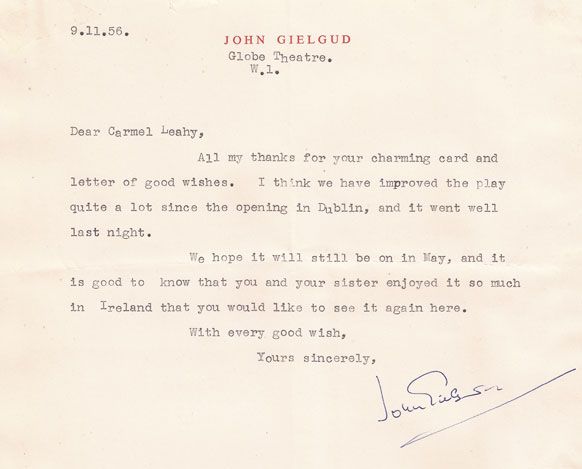 9.11.56.
JOHN GIELGUD
Globe Theatre.
W.1.
Dear Carmel Leahy,
All my thanks for your charming card and
letter of good wishes. I think we have improved the play
quite a lot since the opening in Dublin, and it went well
last night.
We hope it will still be on in May, and it
is good to know that you and your sister enjoyed it so much
in Ireland that you would like to see it again here.
With every good wish,
Yours sincerely,
John Gielgud